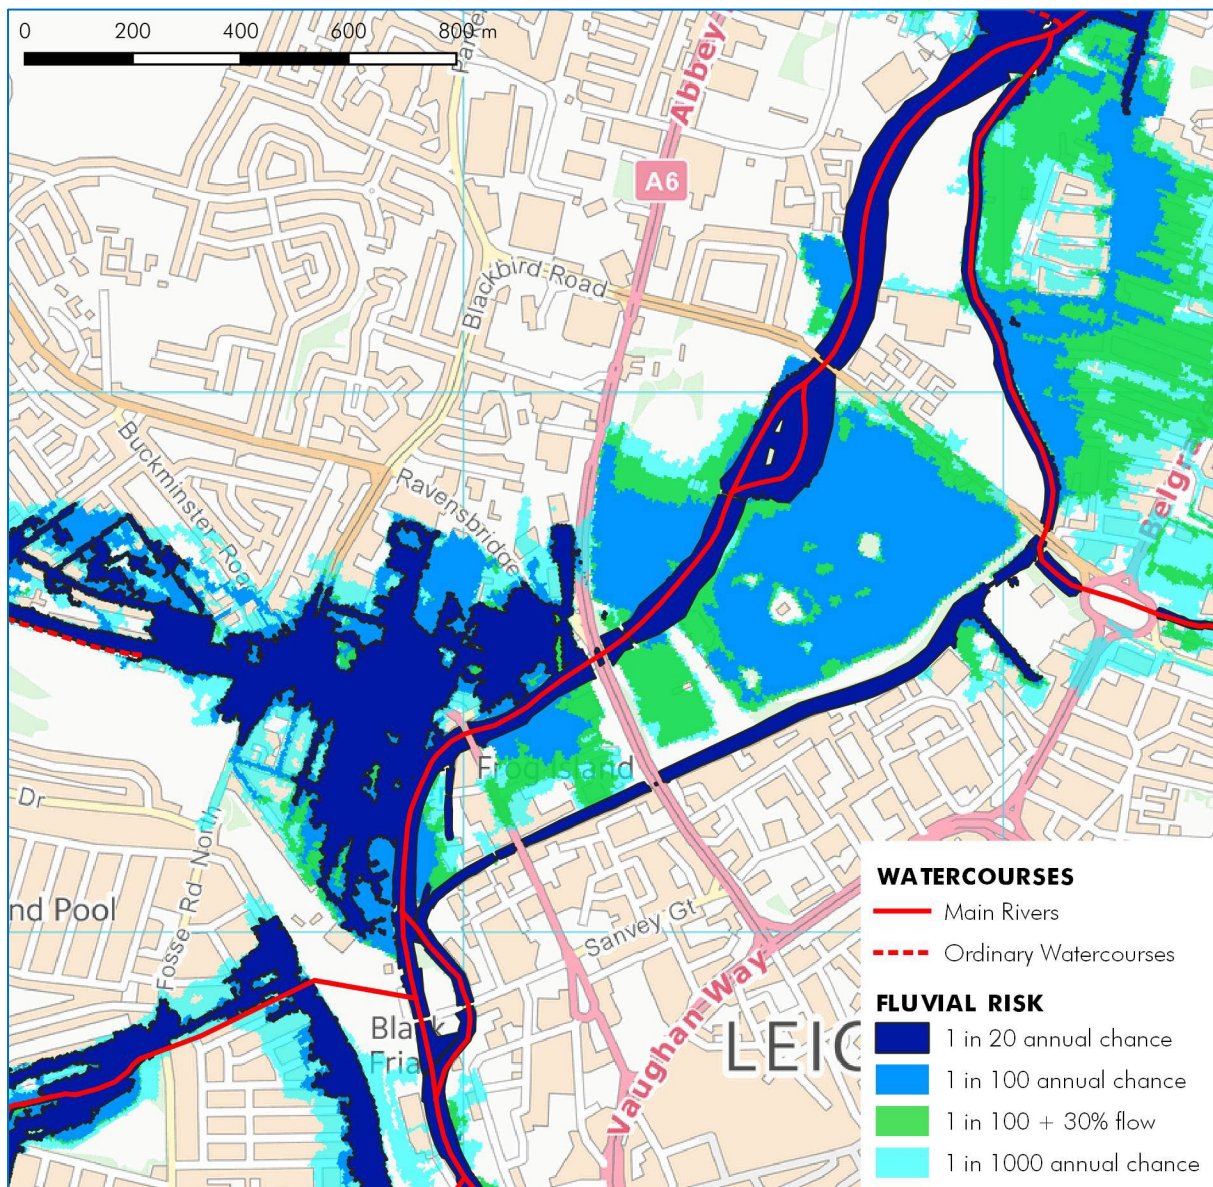 0 200 400 600 800 m
Abbey
A6
Blackbird Road
Buckminster Road
Ravensbridge
Belgra
Frog Island
Dr
Fosse Rd North
nd Pool
Sanvey Gt
Vaughan Way
Black
Fria
LEIC
WATERCOURSES
Main Rivers
Ordinary Watercourses
FLUVIAL RISK
1 in 20 annual chance
1 in 100 annual chance
1 in 100 + 30% flow
1 in 1000 annual chance